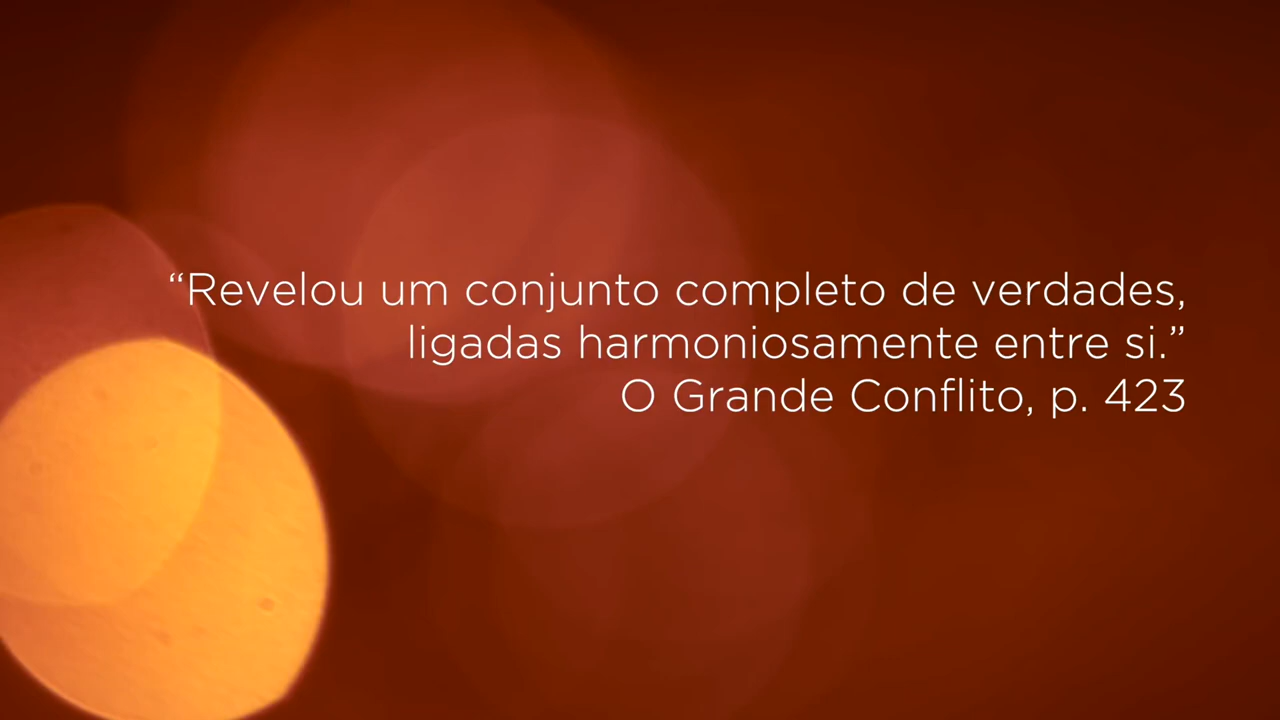 “Revelou um conjunto completo de verdades,
ligadas harmoniosamente entre si.”
O Grande Conflito, p. 423